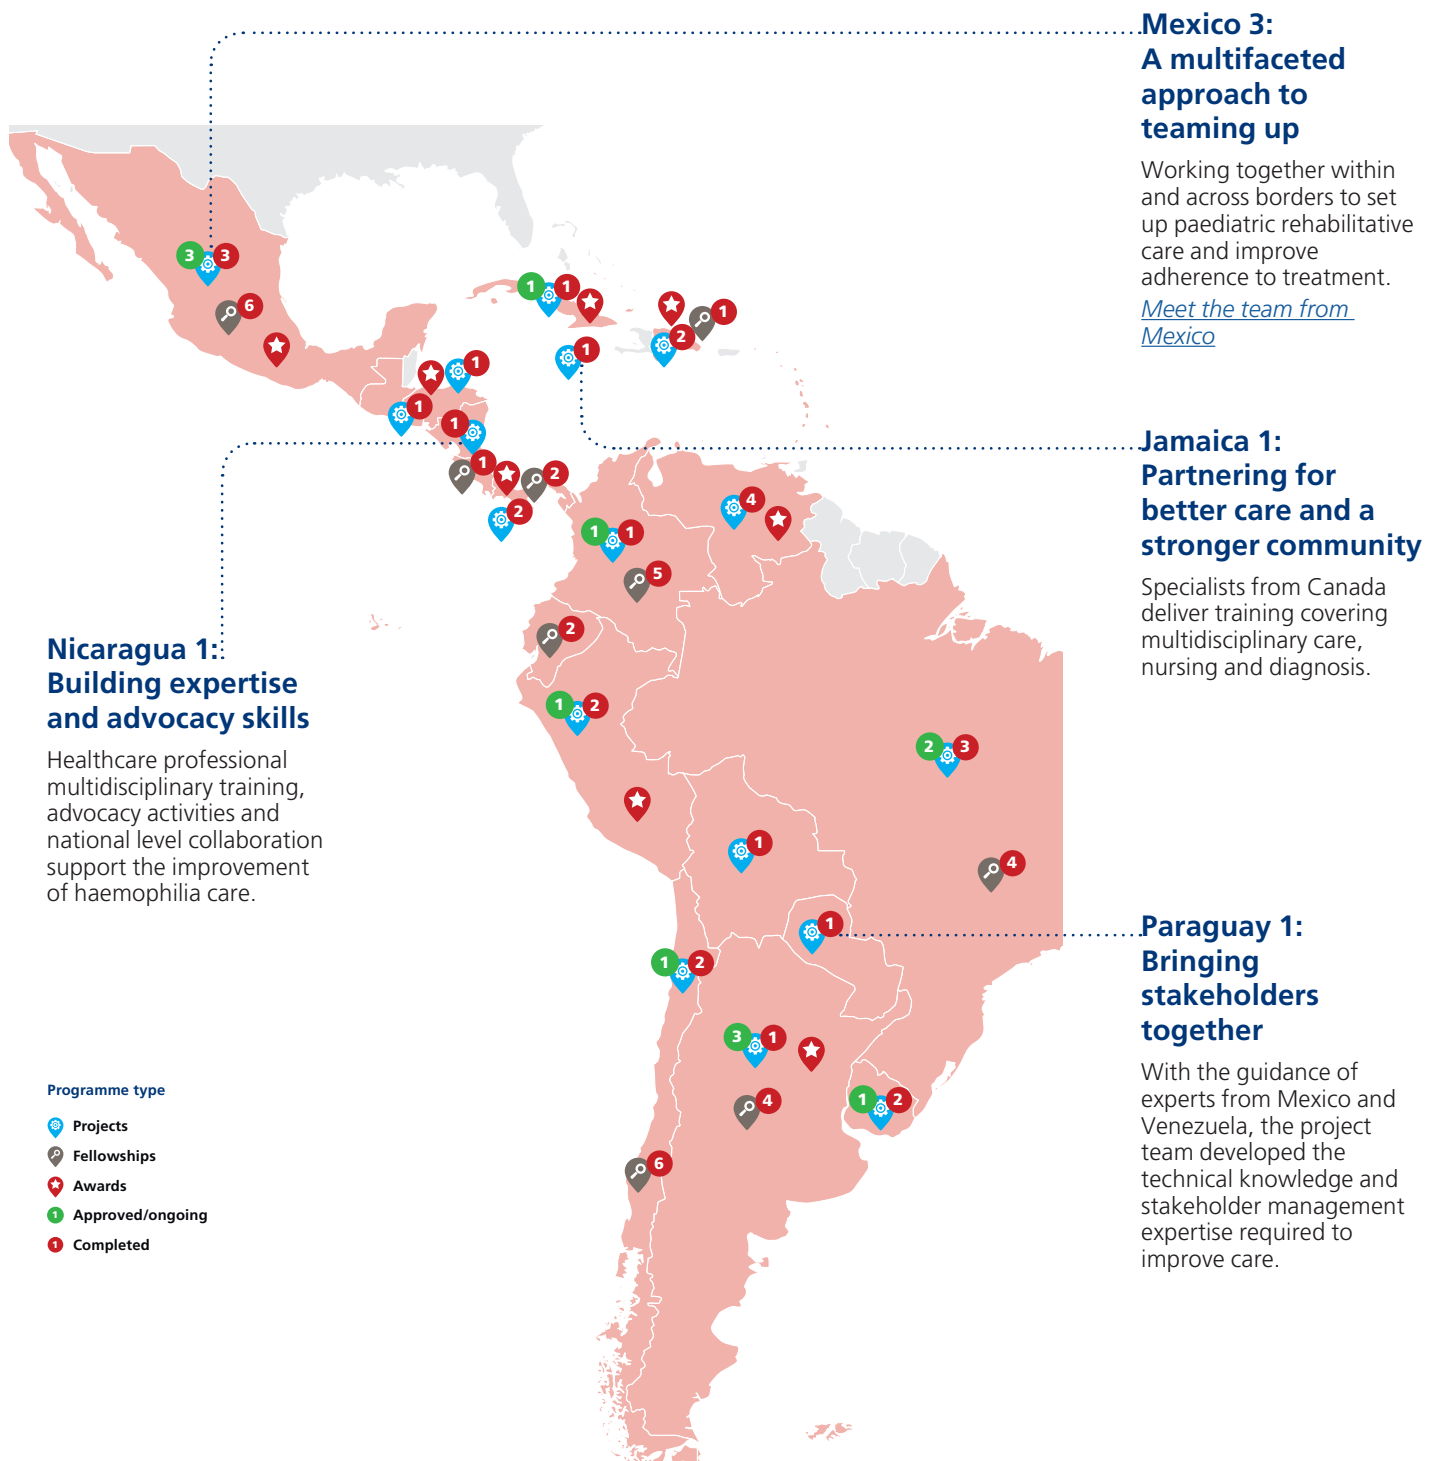 Mexico 3:
A multifaceted
approach to
teaming up
Working together within
and across borders to set
up paediatric rehabilitative
care and improve
adherence to treatment.
Meet the team from
Mexico
3 3
6
1 1
1
2
1
1
1
1
1
2
2
4
1 1
5
2
1 2
2 3
1
4
1
1 2
3 1
4
1 2
6
Jamaica 1:
Partnering for
better care and a
stronger community
Specialists from Canada
deliver training covering
multidisciplinary care,
nursing and diagnosis.
Nicaragua 1:
Building expertise
and advocacy skills
Healthcare professional
multidisciplinary training,
advocacy activities and
national level collaboration
support the improvement
of haemophilia care.
Paraguay 1:
Bringing
stakeholders
together
With the guidance of
experts from Mexico and
Venezuela, the project
team developed the
technical knowledge and
stakeholder management
expertise required to
improve care.
Programme type
Projects
Fellowships
Awards
1 Approved/ongoing
1 Completed